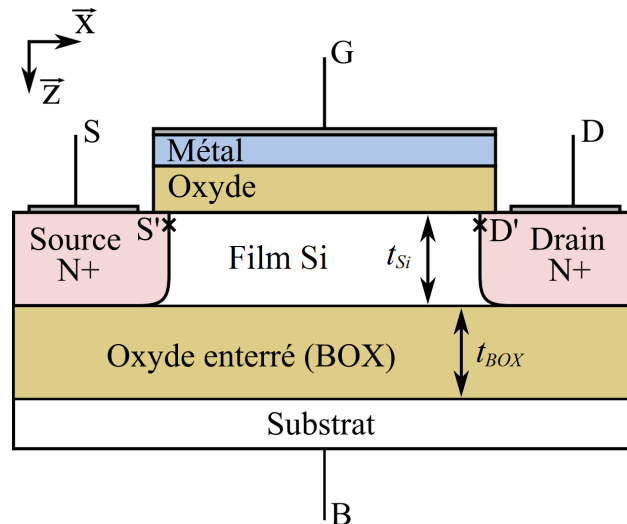 x
z
G
S
D
Métal
Oxyde
S'
D'
Source
N+
Film Si
tSi
Drain
N+
Oxyde enterré (BOX)
tBOX
Substrat
B